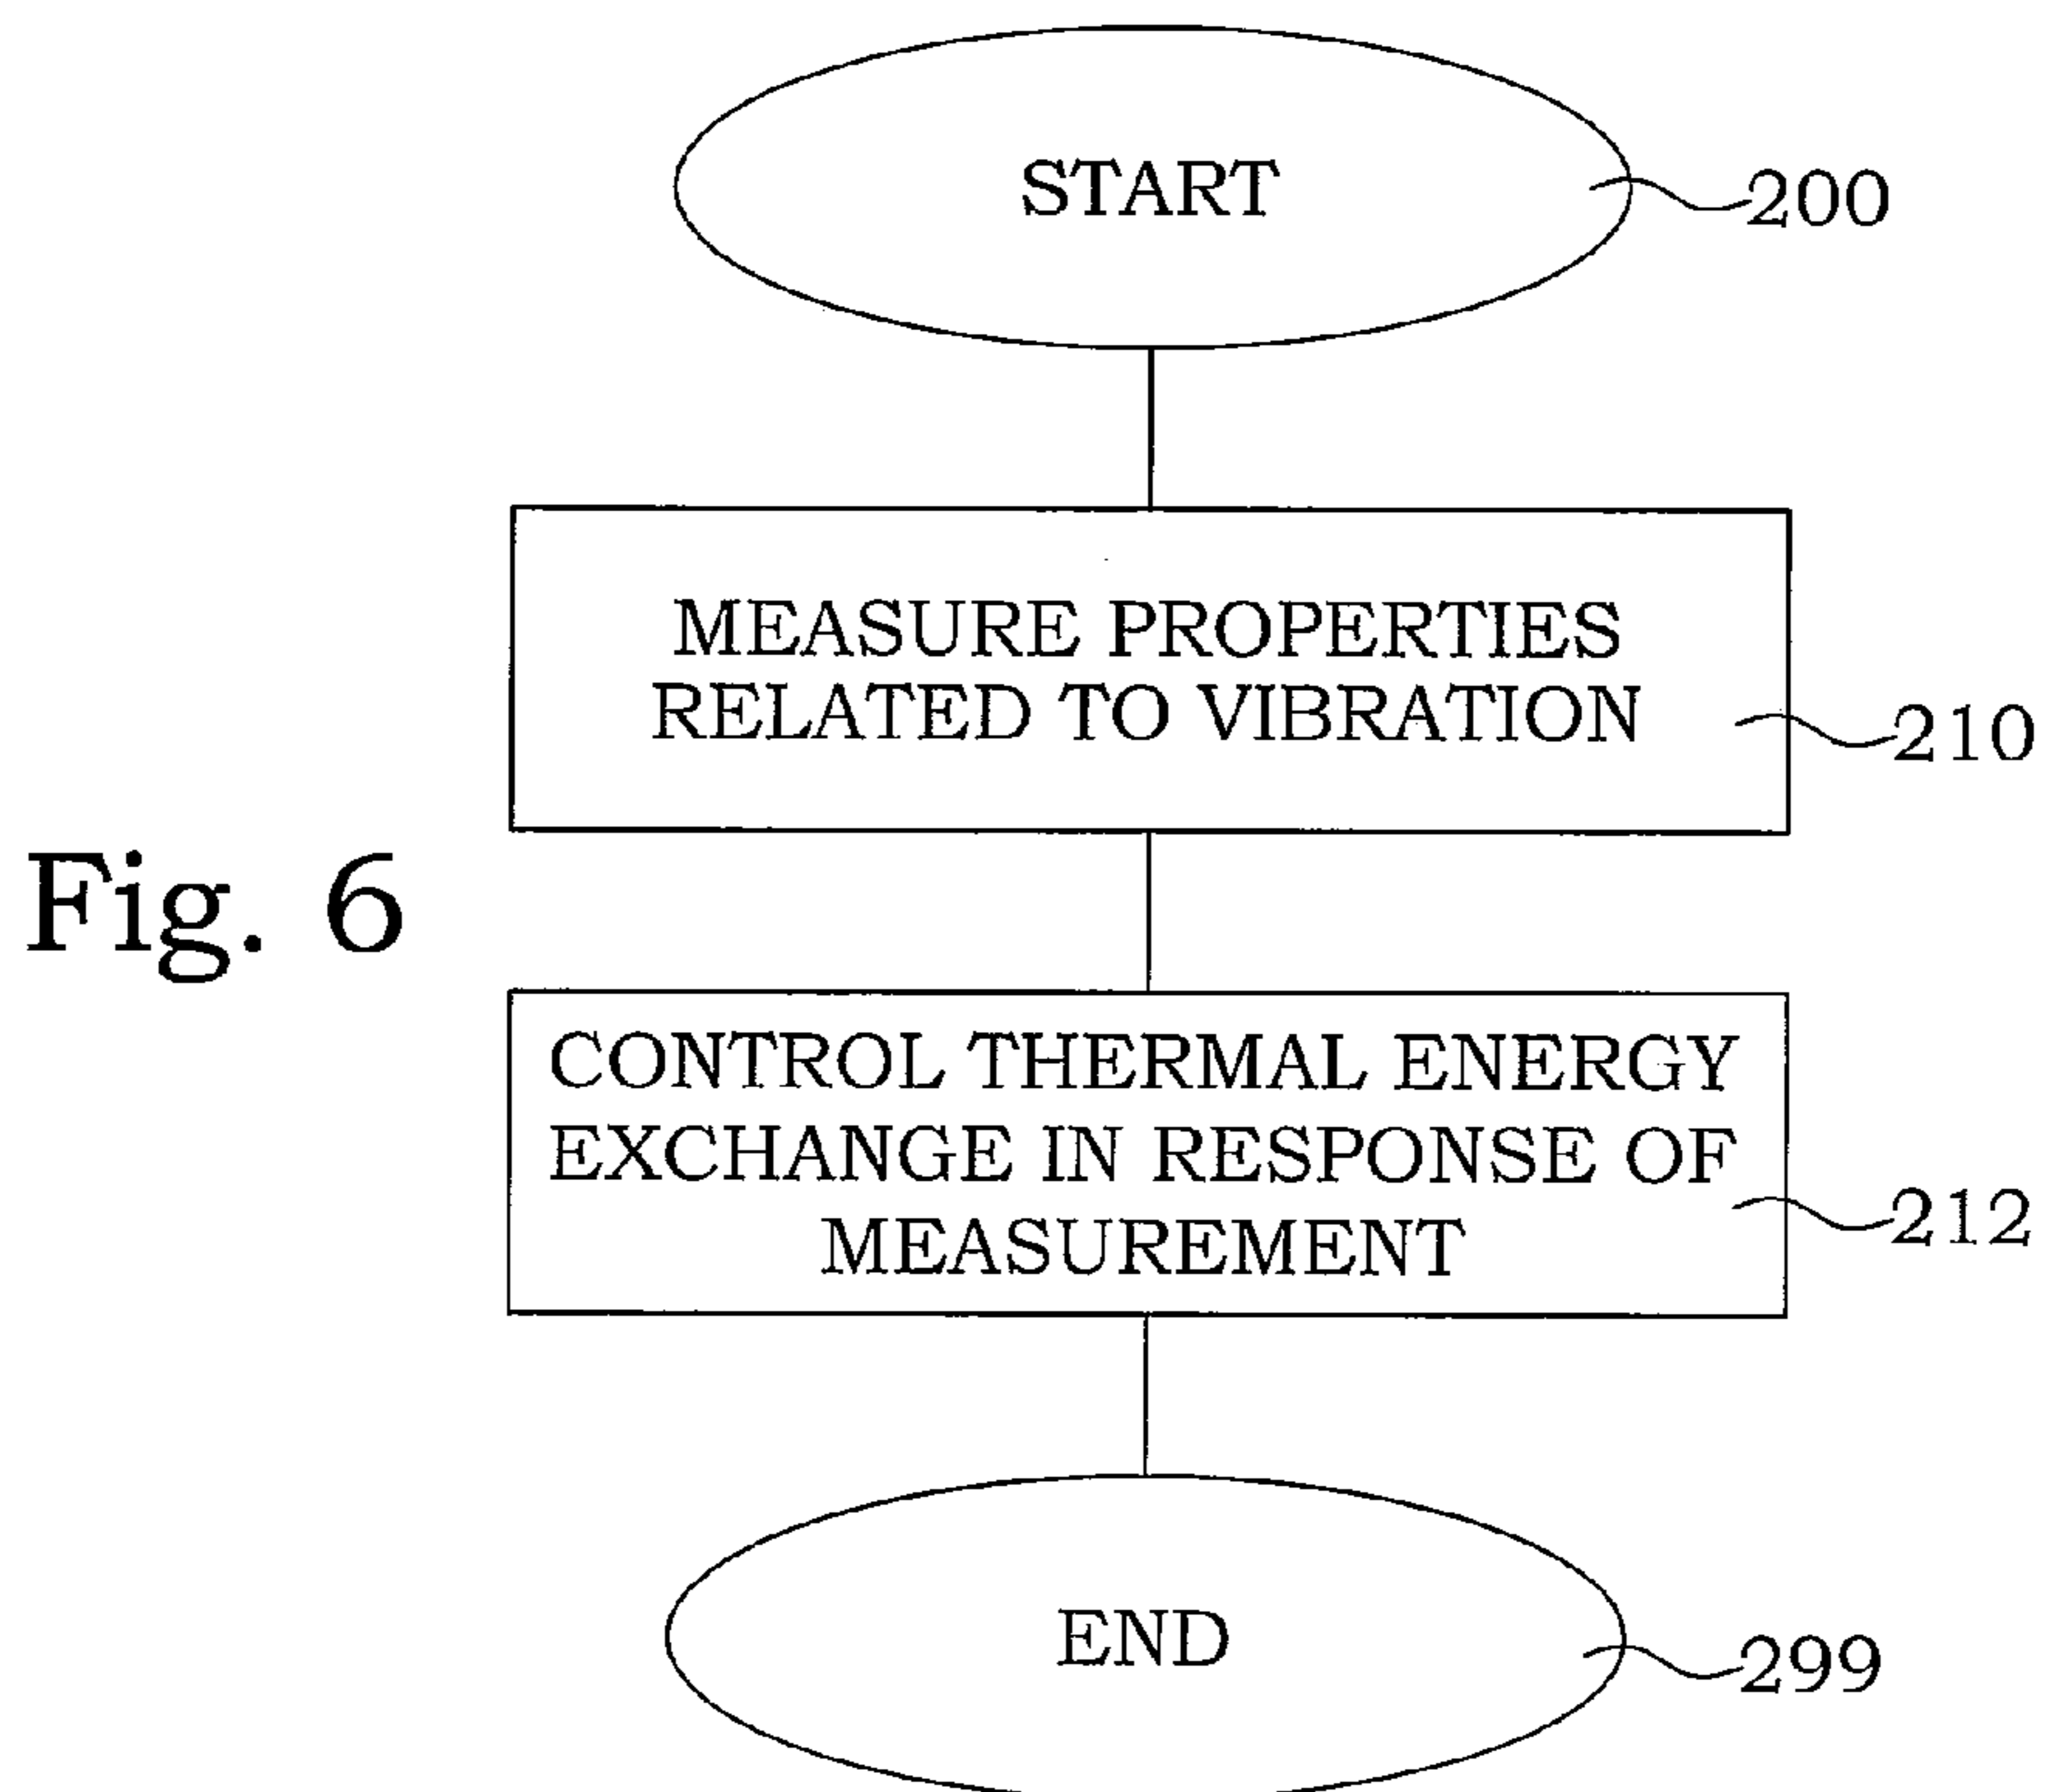 START
200
MEASURE PROPERTIES
RELATED TO VIBRATION
210
Fig. 6
CONTROL THERMAL ENERGY
EXCHANGE IN RESPONSE OF
MEASUREMENT
212
END
299